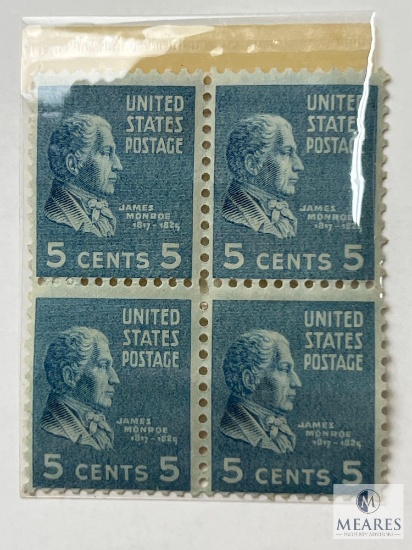 UNITED
STATES
POSTAGE
JAMES
MONROE
1817-1825
5 CENTS 5
UNITED
STATES
POSTAGE
JAMES
MONROE
1817-1825
5 CENTS 5
UNITED
STATES
POSTAGE
JAMES
MONROE
1817-1825
5 CENTS 5
UNITED
STATES
POSTAGE
JAMES
MONROE
1817-1825
5 CENTS 5
M
MEARES
PROPERTY ADVISORS